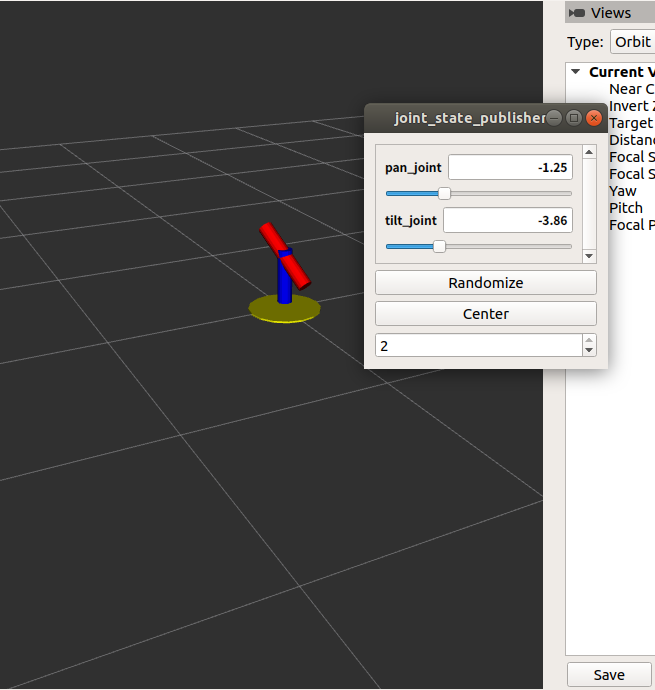 Views
Type: Orbit
Current V
Near C
Invert Z
Target
Distanc
Focal S
Focal S
Yaw
Pitch
Focal P
joint_state_publisher
pan_joint -1.25
tilt_joint -3.86
Randomize
Center
2
Save